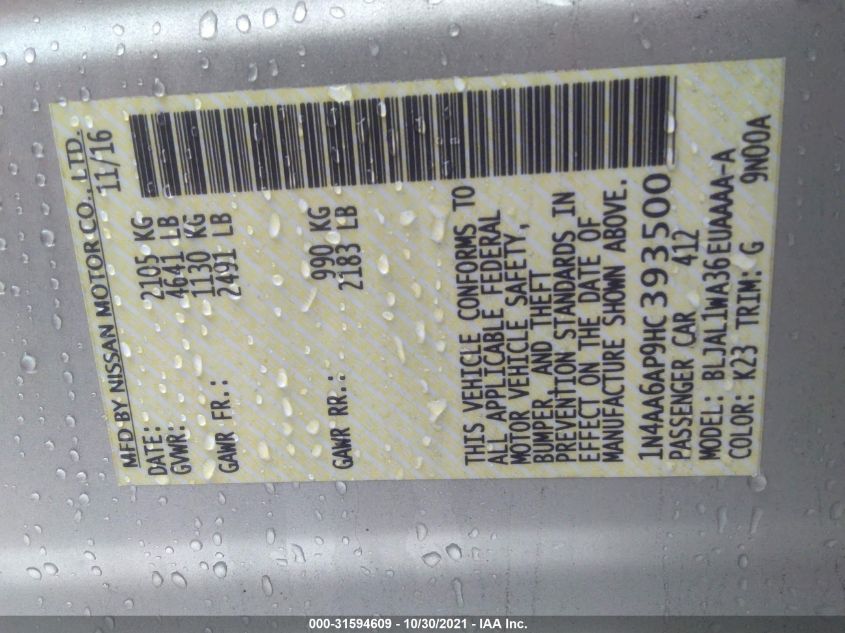 MFD BY NISSAN MOTOR CO., LTD.
DATE: 11/16
GVWR: 2105 KG
4641 LB
GAWR FR.: 1130 KG
2491 LB
GAWR RR.: 990 KG
2183 LB
THIS VEHICLE CONFORMS TO
ALL APPLICABLE FEDERAL
MOTOR VEHICLE SAFETY,
BUMPER, AND THEFT
PREVENTION STANDARDS IN
EFFECT ON THE DATE OF
MANUFACTURE SHOWN ABOVE.
1N4AA6AP9HC393500
PASSENGER CAR 412
MODEL: BLJAL1WA36EUAAAA-A
COLOR: K23 TRIM: G 9N00A
000-31594609 - 10/30/2021 - IAA Inc.